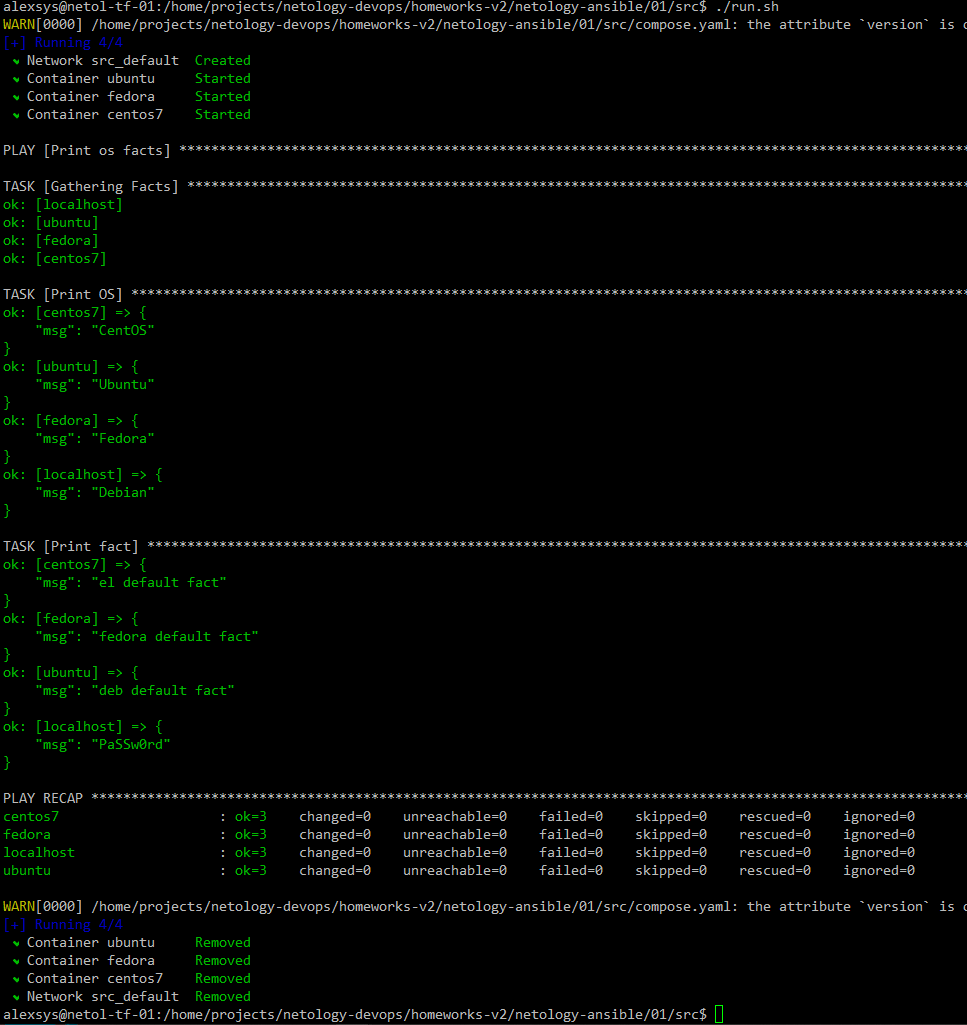 alexsys@netol-tf-01:/home/projects/netology-devops/homeworks-v2/netology-ansible/01/src$ ./run.sh
WARN[0000] /home/projects/netology-devops/homeworks-v2/netology-ansible/01/src/compose.yaml: the attribute `version` is
[+] Running 4/4
✔ Network src_default  Created
✔ Container ubuntu     Started
✔ Container fedora     Started
✔ Container centos7    Started
PLAY [Print os facts] ***************************************************************************************************
TASK [Gathering Facts] **************************************************************************************************
ok: [localhost]
ok: [ubuntu]
ok: [fedora]
ok: [centos7]
TASK [Print OS] *********************************************************************************************************
ok: [centos7] => {
    "msg": "CentOS"
}
ok: [ubuntu] => {
    "msg": "Ubuntu"
}
ok: [fedora] => {
    "msg": "Fedora"
}
ok: [localhost] => {
    "msg": "Debian"
}
TASK [Print fact] *******************************************************************************************************
ok: [centos7] => {
    "msg": "el default fact"
}
ok: [fedora] => {
    "msg": "fedora default fact"
}
ok: [ubuntu] => {
    "msg": "deb default fact"
}
ok: [localhost] => {
    "msg": "PaSSw0rd"
}
PLAY RECAP **************************************************************************************************************
centos7                    : ok=3    changed=0    unreachable=0    failed=0    skipped=0    rescued=0    ignored=0
fedora                     : ok=3    changed=0    unreachable=0    failed=0    skipped=0    rescued=0    ignored=0
localhost                  : ok=3    changed=0    unreachable=0    failed=0    skipped=0    rescued=0    ignored=0
ubuntu                     : ok=3    changed=0    unreachable=0    failed=0    skipped=0    rescued=0    ignored=0
WARN[0000] /home/projects/netology-devops/homeworks-v2/netology-ansible/01/src/compose.yaml: the attribute `version` is
[+] Running 4/4
✔ Container ubuntu     Removed
✔ Container fedora     Removed
✔ Container centos7    Removed
✔ Network src_default  Removed
alexsys@netol-tf-01:/home/projects/netology-devops/homeworks-v2/netology-ansible/01/src$